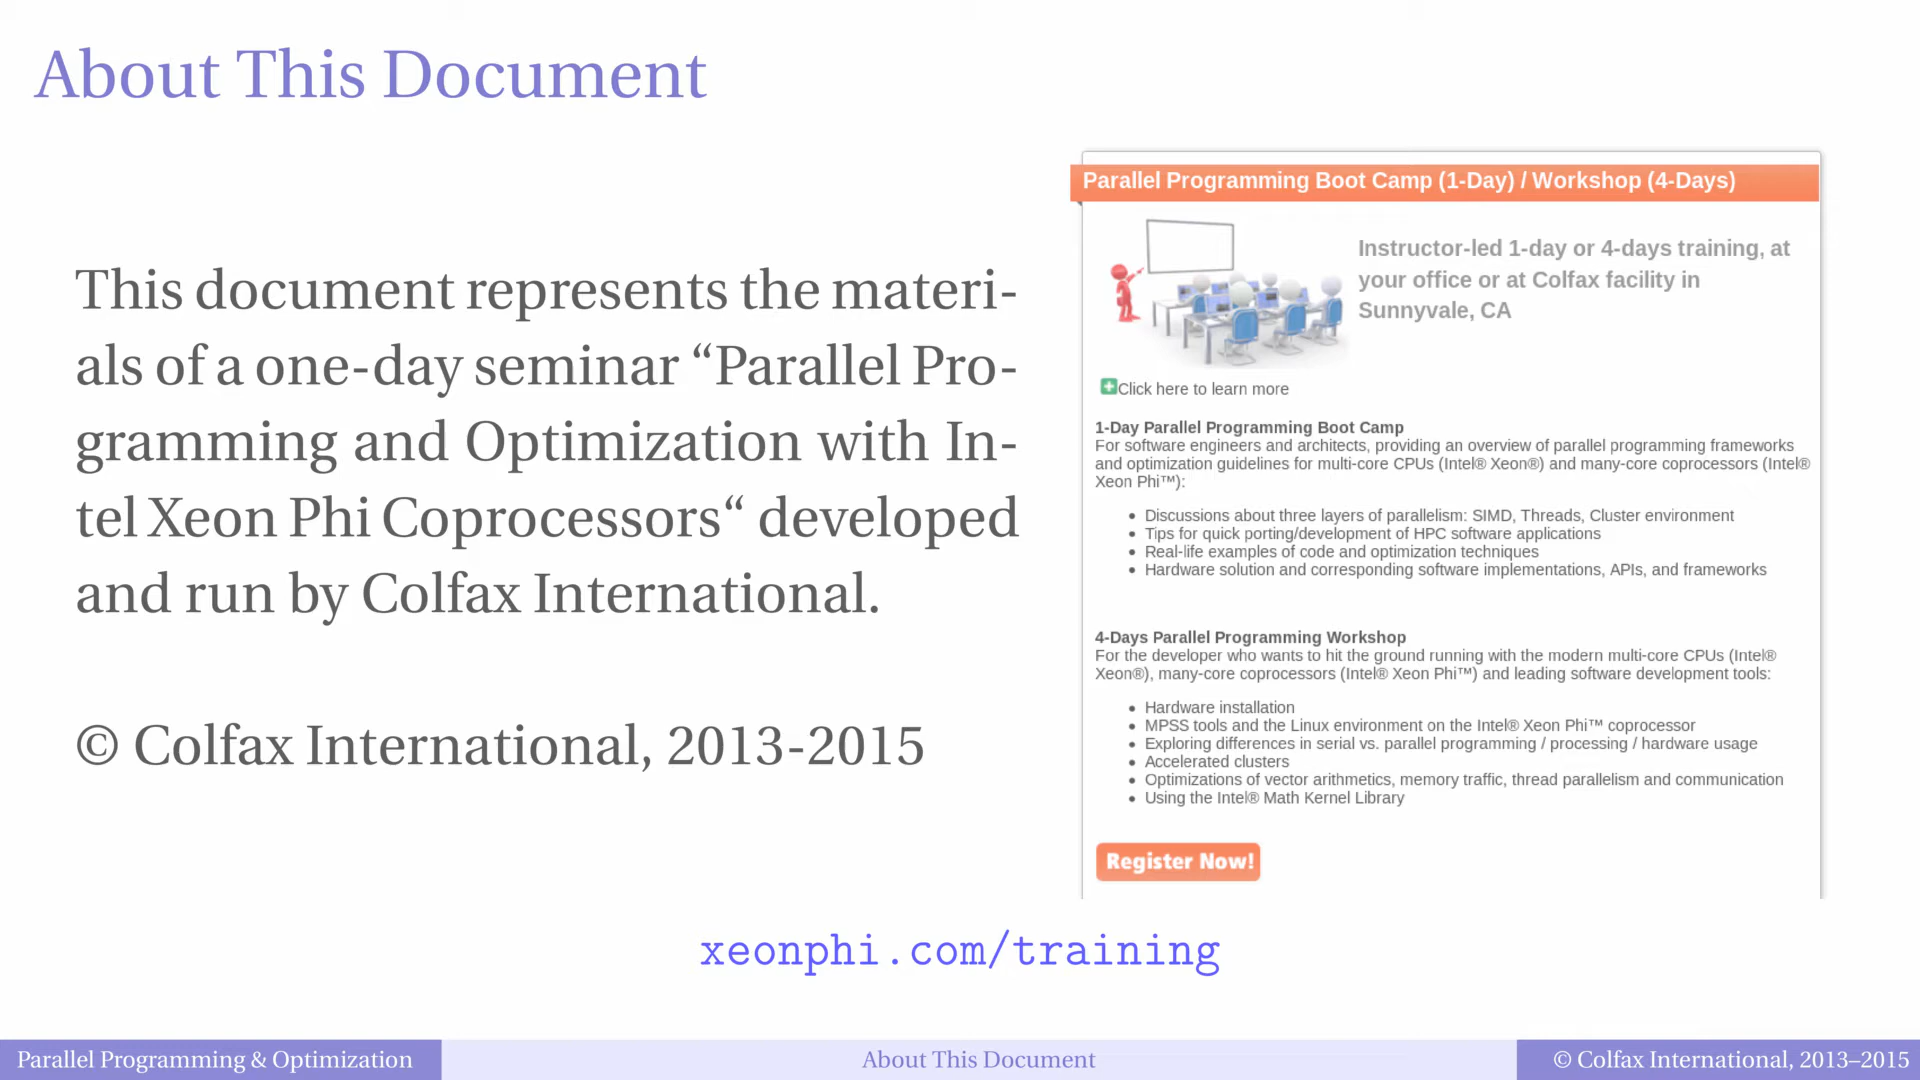 About This Document
This document represents the materi-
als of a one-day seminar “Parallel Pro-
gramming and Optimization with In-
tel Xeon Phi Coprocessors“ developed
and run by Colfax International.
© Colfax International, 2013-2015
Parallel Programming Boot Camp (1-Day) / Workshop (4-Days)
Instructor-led 1-day or 4-days training, at
your office or at Colfax facility in
Sunnyvale, CA
Click here to learn more
1-Day Parallel Programming Boot Camp
For software engineers and architects, providing an overview of parallel programming frameworks
and optimization guidelines for multi-core CPUs (Intel® Xeon®) and many-core coprocessors (Intel®
Xeon Phi™):
• Discussions about three layers of parallelism: SIMD, Threads, Cluster environment
• Tips for quick porting/development of HPC software applications
• Real-life examples of code and optimization techniques
• Hardware solution and corresponding software implementations, APIs, and frameworks
4-Days Parallel Programming Workshop
For the developer who wants to hit the ground running with the modern multi-core CPUs (Intel®
Xeon®), many-core coprocessors (Intel® Xeon Phi™) and leading software development tools:
• Hardware installation
• MPSS tools and the Linux environment on the Intel® Xeon Phi™ coprocessor
• Exploring differences in serial vs. parallel programming / processing / hardware usage
• Accelerated clusters
• Optimizations of vector arithmetics, memory traffic, thread parallelism and communication
• Using the Intel® Math Kernel Library
Register Now!
xeonphi.com/training
Parallel Programming & Optimization
About This Document
© Colfax International, 2013–2015